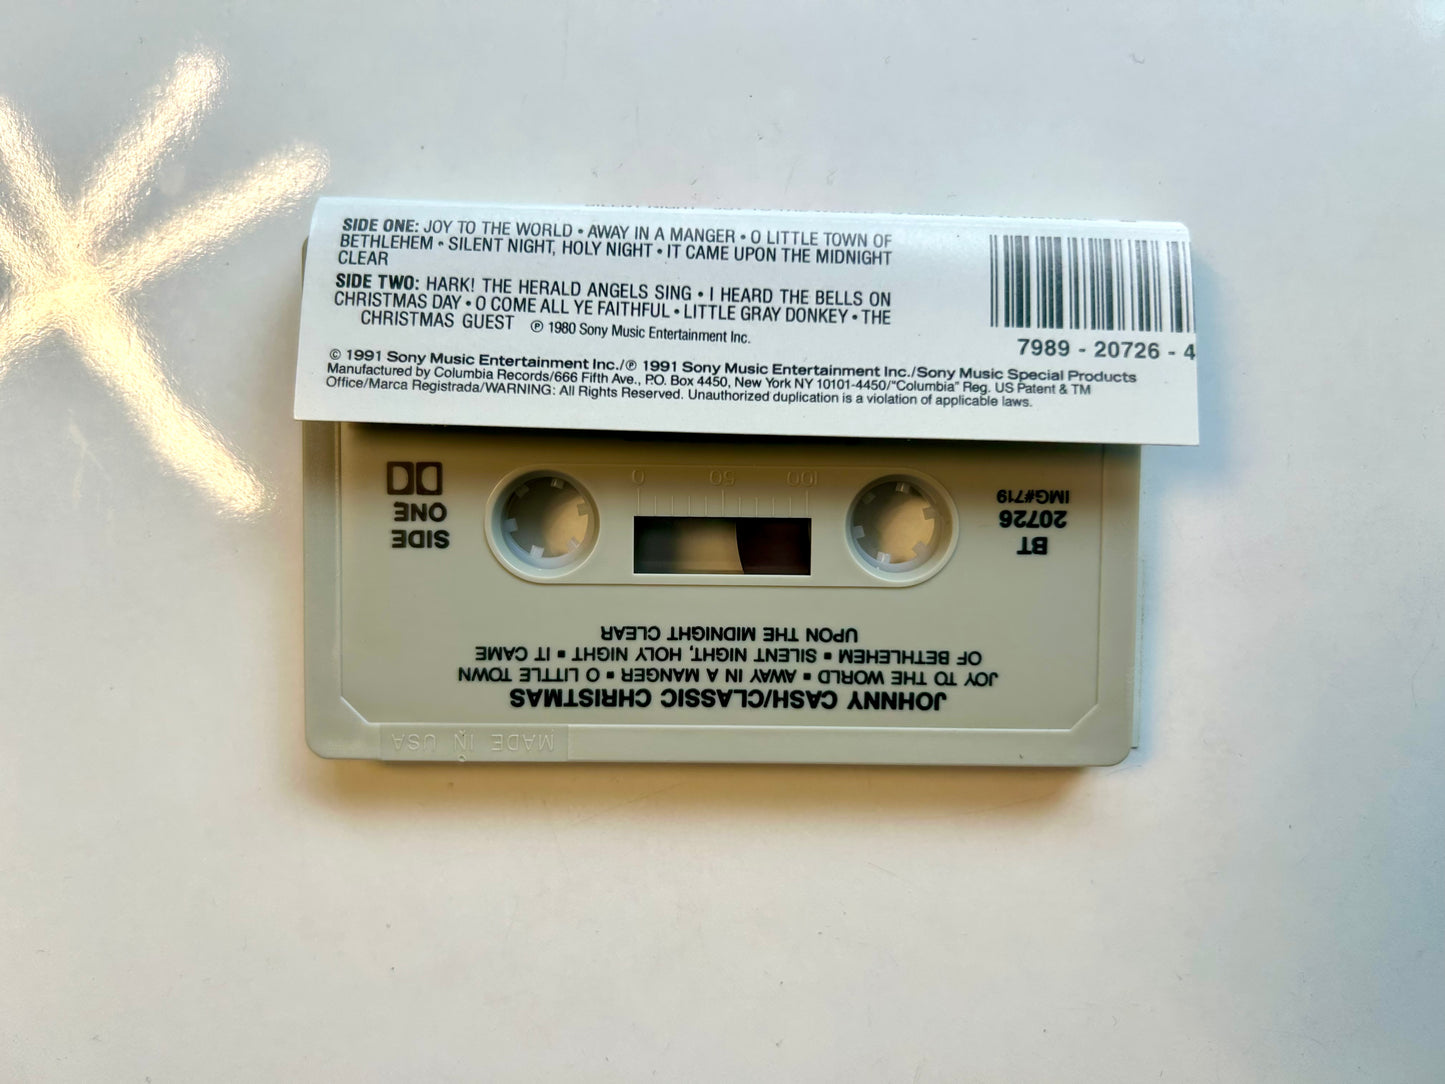 SIDE ONE: JOY TO THE WORLD • AWAY IN A MANGER • O LITTLE TOWN OF
BETHLEHEM • SILENT NIGHT, HOLY NIGHT • IT CAME UPON THE MIDNIGHT
CLEAR
SIDE TWO: HARK! THE HERALD ANGELS SING • I HEARD THE BELLS ON
CHRISTMAS DAY • O COME ALL YE FAITHFUL • LITTLE GRAY DONKEY • THE
CHRISTMAS GUEST ℗ 1980 Sony Music Entertainment Inc.
7989 - 20726 - 4
© 1991 Sony Music Entertainment Inc./℗ 1991 Sony Music Entertainment Inc./Sony Music Special Products
Manufactured by Columbia Records/666 Fifth Ave., P.O. Box 4450, New York NY 10101-4450/"Columbia" Reg. US Patent & TM
Office/Marca Registrada/WARNING: All Rights Reserved. Unauthorized duplication is a violation of applicable laws.
MADE IN USA
JOHNNY CASH/CLASSIC CHRISTMAS
JOY TO THE WORLD ▪ AWAY IN A MANGER ▪ O LITTLE TOWN
OF BETHLEHEM ▪ SILENT NIGHT, HOLY NIGHT ▪ IT CAME
UPON THE MIDNIGHT CLEAR
BT
20726
IMG#719
SIDE
ONE
100 50 0